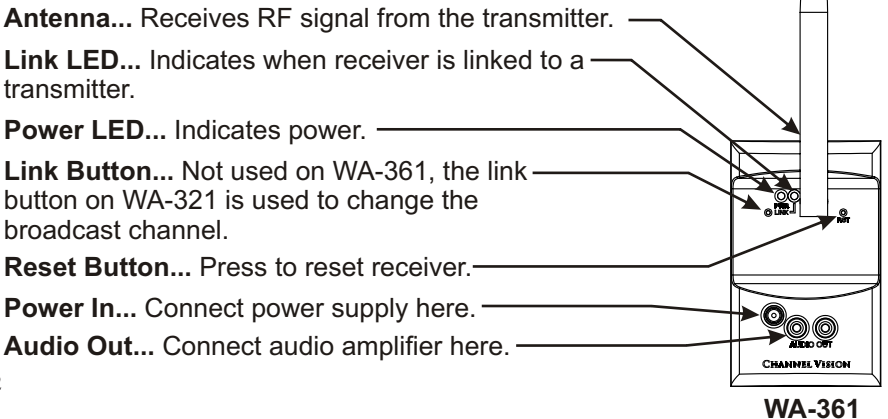 Antenna... Receives RF signal from the transmitter.
Link LED... Indicates when receiver is linked to a
transmitter.
Power LED... Indicates power.
Link Button... Not used on WA-361, the link
button on WA-321 is used to change the
broadcast channel.
Reset Button... Press to reset receiver.
Power In... Connect power supply here.
Audio Out... Connect audio amplifier here.
PWR
LINK
RST
AUDIO OUT
CHANNEL VISION
WA-361